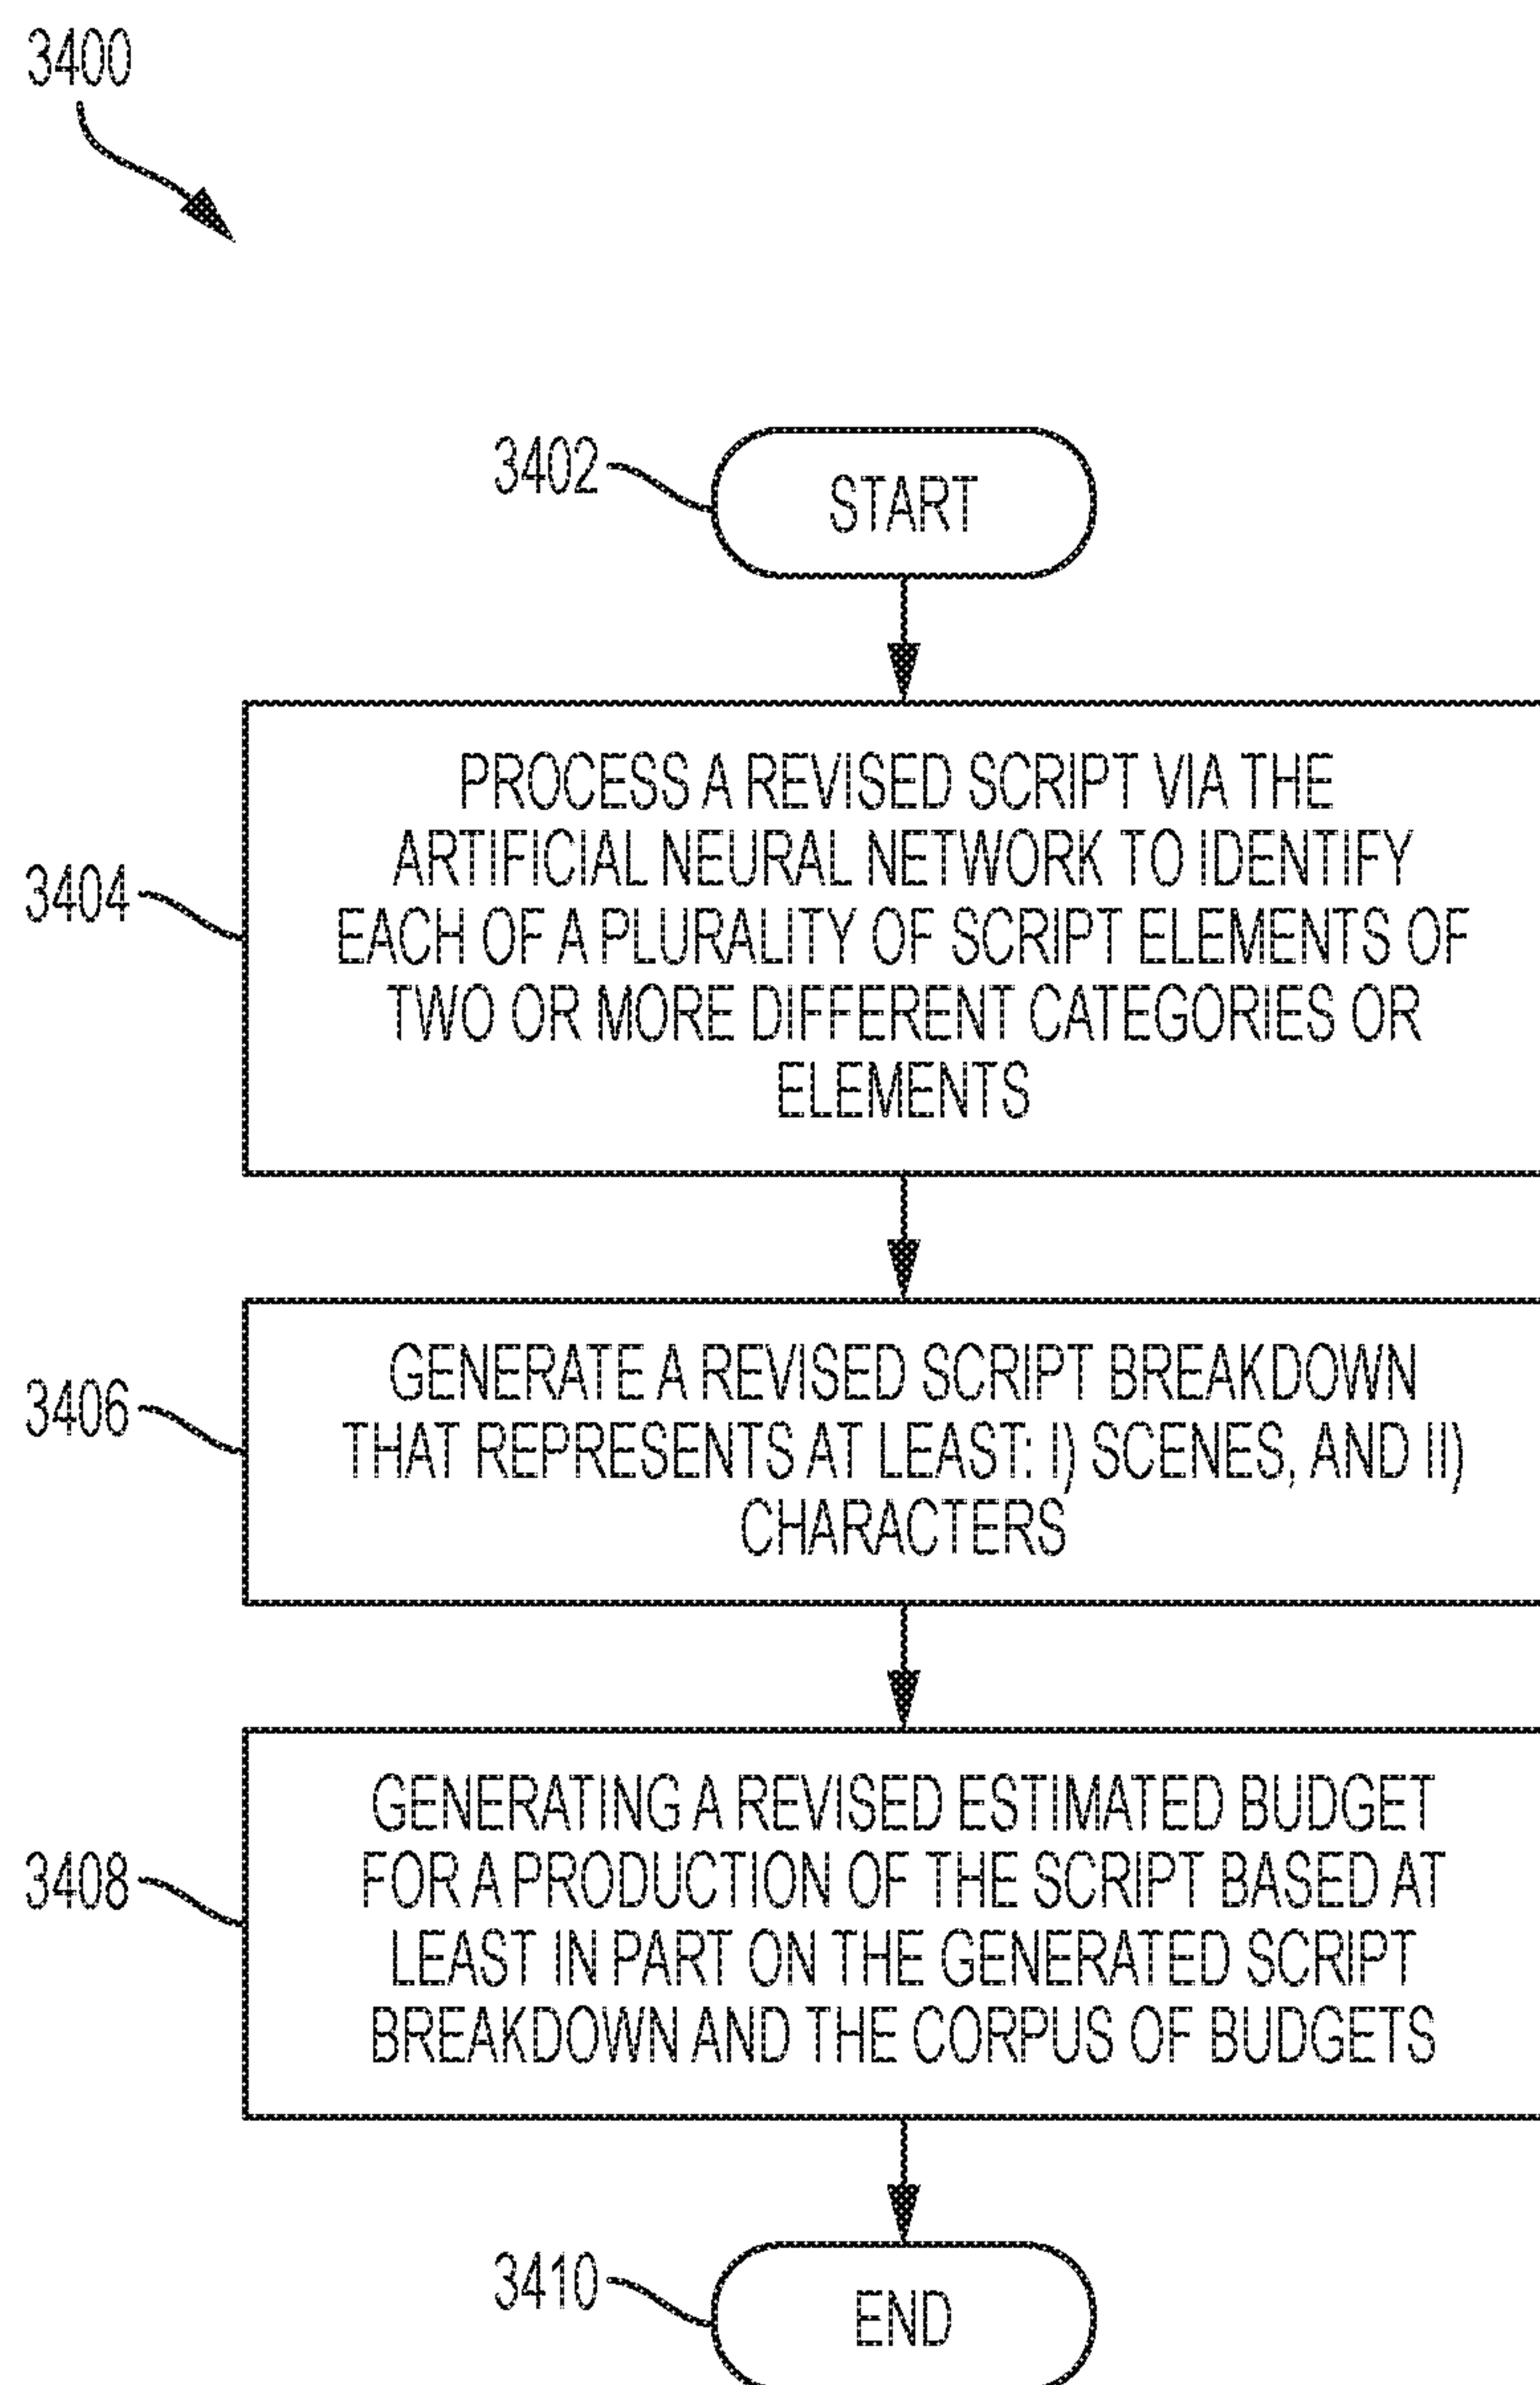 3400
3402
START
3404
PROCESS A REVISED SCRIPT VIA THE
ARTIFICIAL NEURAL NETWORK TO IDENTIFY
EACH OF A PLURALITY OF SCRIPT ELEMENTS OF
TWO OR MORE DIFFERENT CATEGORIES OR
ELEMENTS
3406
GENERATE A REVISED SCRIPT BREAKDOWN
THAT REPRESENTS AT LEAST: I) SCENES, AND II)
CHARACTERS
3408
GENERATING A REVISED ESTIMATED BUDGET
FOR A PRODUCTION OF THE SCRIPT BASED AT
LEAST IN PART ON THE GENERATED SCRIPT
BREAKDOWN AND THE CORPUS OF BUDGETS
3410
END